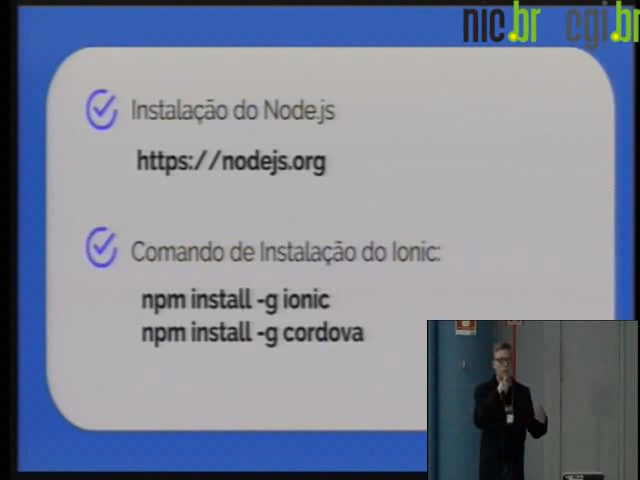 nic.br cgi.br
Instalação do Node.js
https://nodejs.org
Comando de Instalação do Ionic:
npm install -g ionic
npm install -g cordova